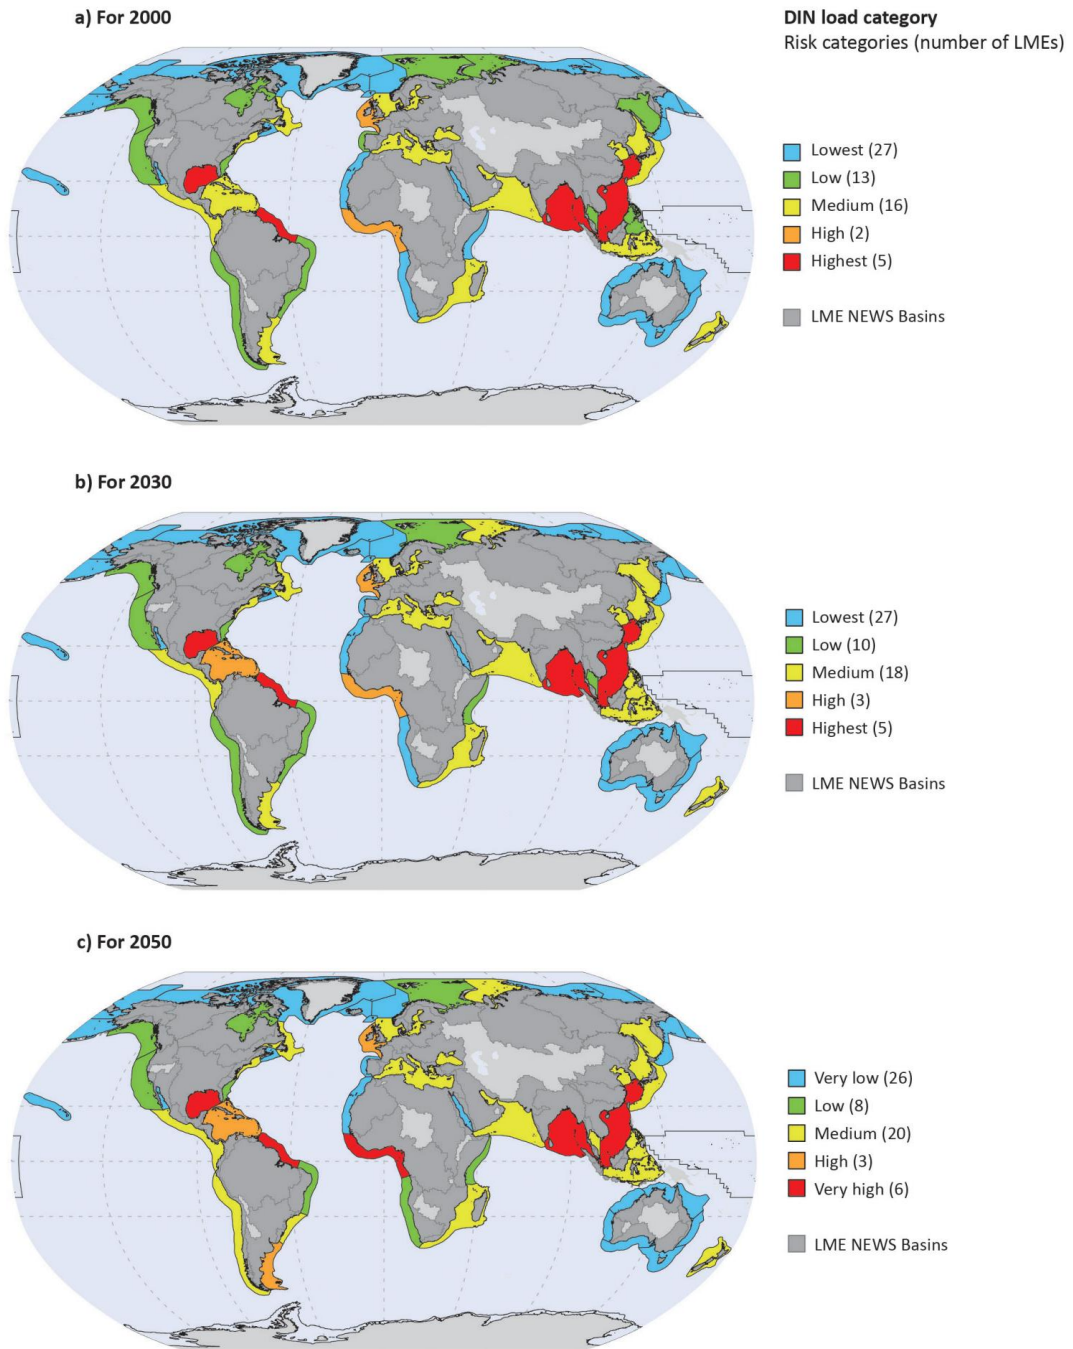 a) For 2000
DIN load category
Risk categories (number of LMEs)
Lowest (27)
Low (13)
Medium (16)
High (2)
Highest (5)
LME NEWS Basins
b) For 2030
Lowest (27)
Low (10)
Medium (18)
High (3)
Highest (5)
LME NEWS Basins
c) For 2050
Very low (26)
Low (8)
Medium (20)
High (3)
Very high (6)
LME NEWS Basins